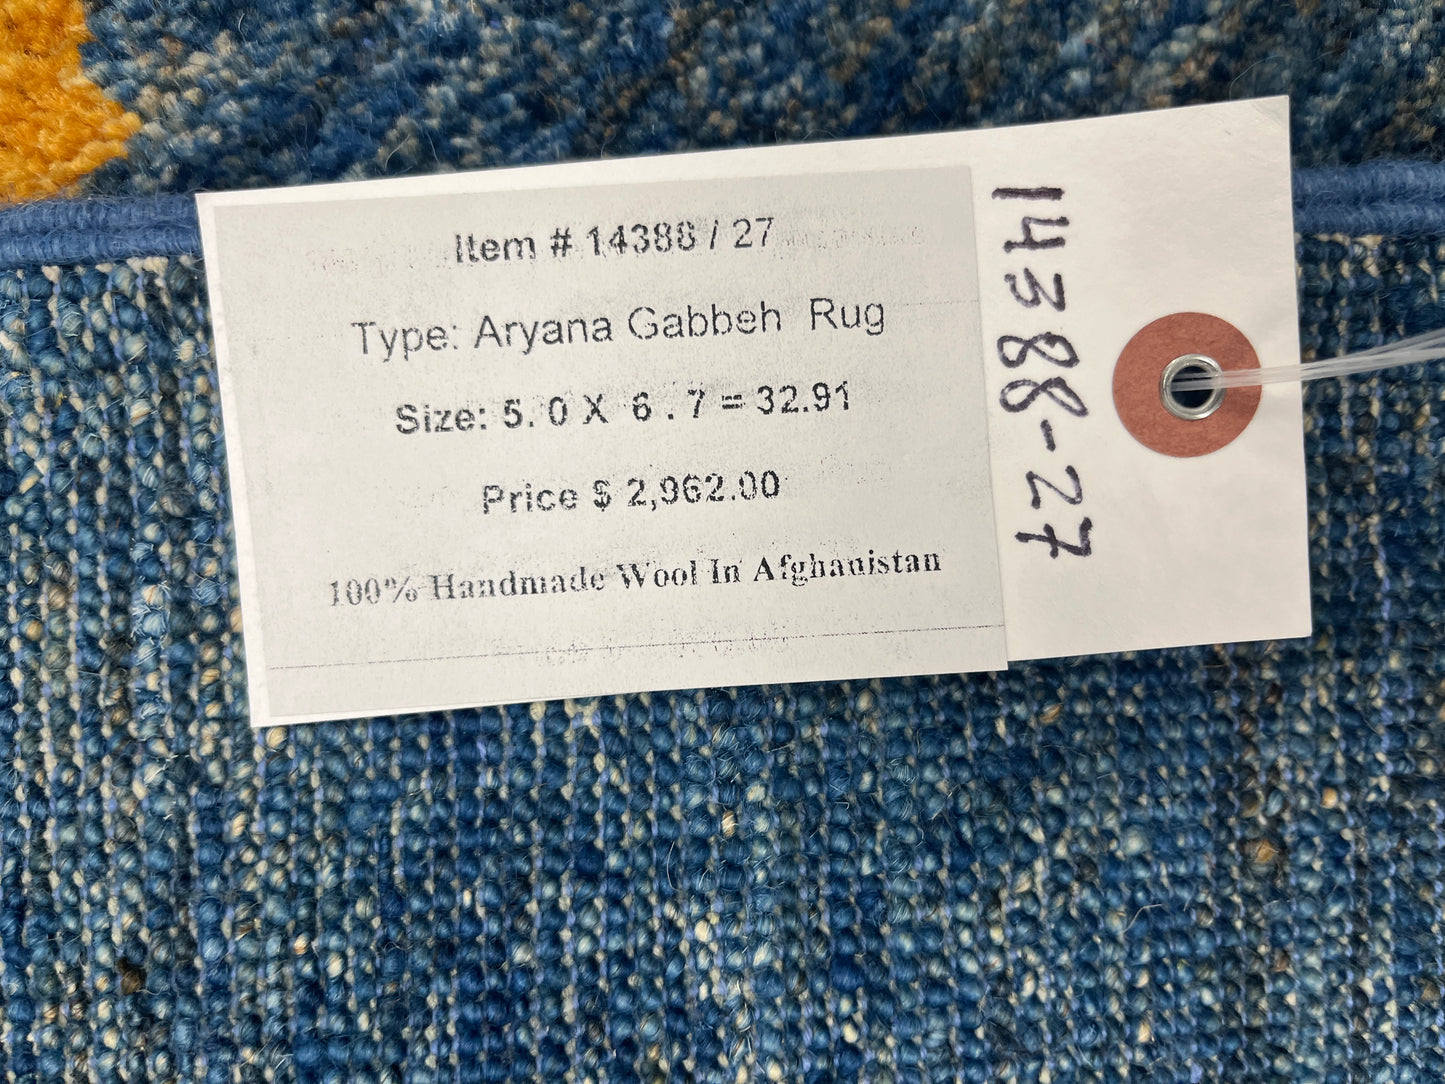 Item # 14388 / 27
Type: Aryana Gabbeh Rug
Size: 5. 0 X 6 . 7 = 32.91
Price $ 2,962.00
100% Handmade Wool In Afghanistan
14388-27